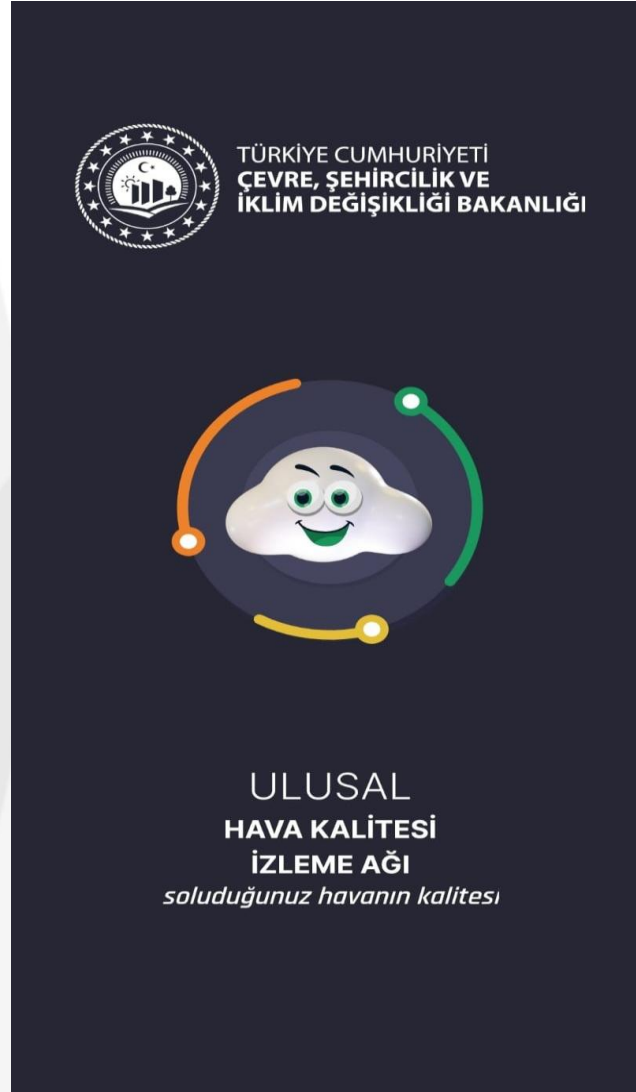 TÜRKİYE CUMHURİYETİ
ÇEVRE, ŞEHİRCİLİK VE
İKLİM DEĞİŞİKLİĞİ BAKANLIĞI
ULUSAL
HAVA KALİTESİ
İZLEME AĞI
soluduğunuz havanın kalitesi